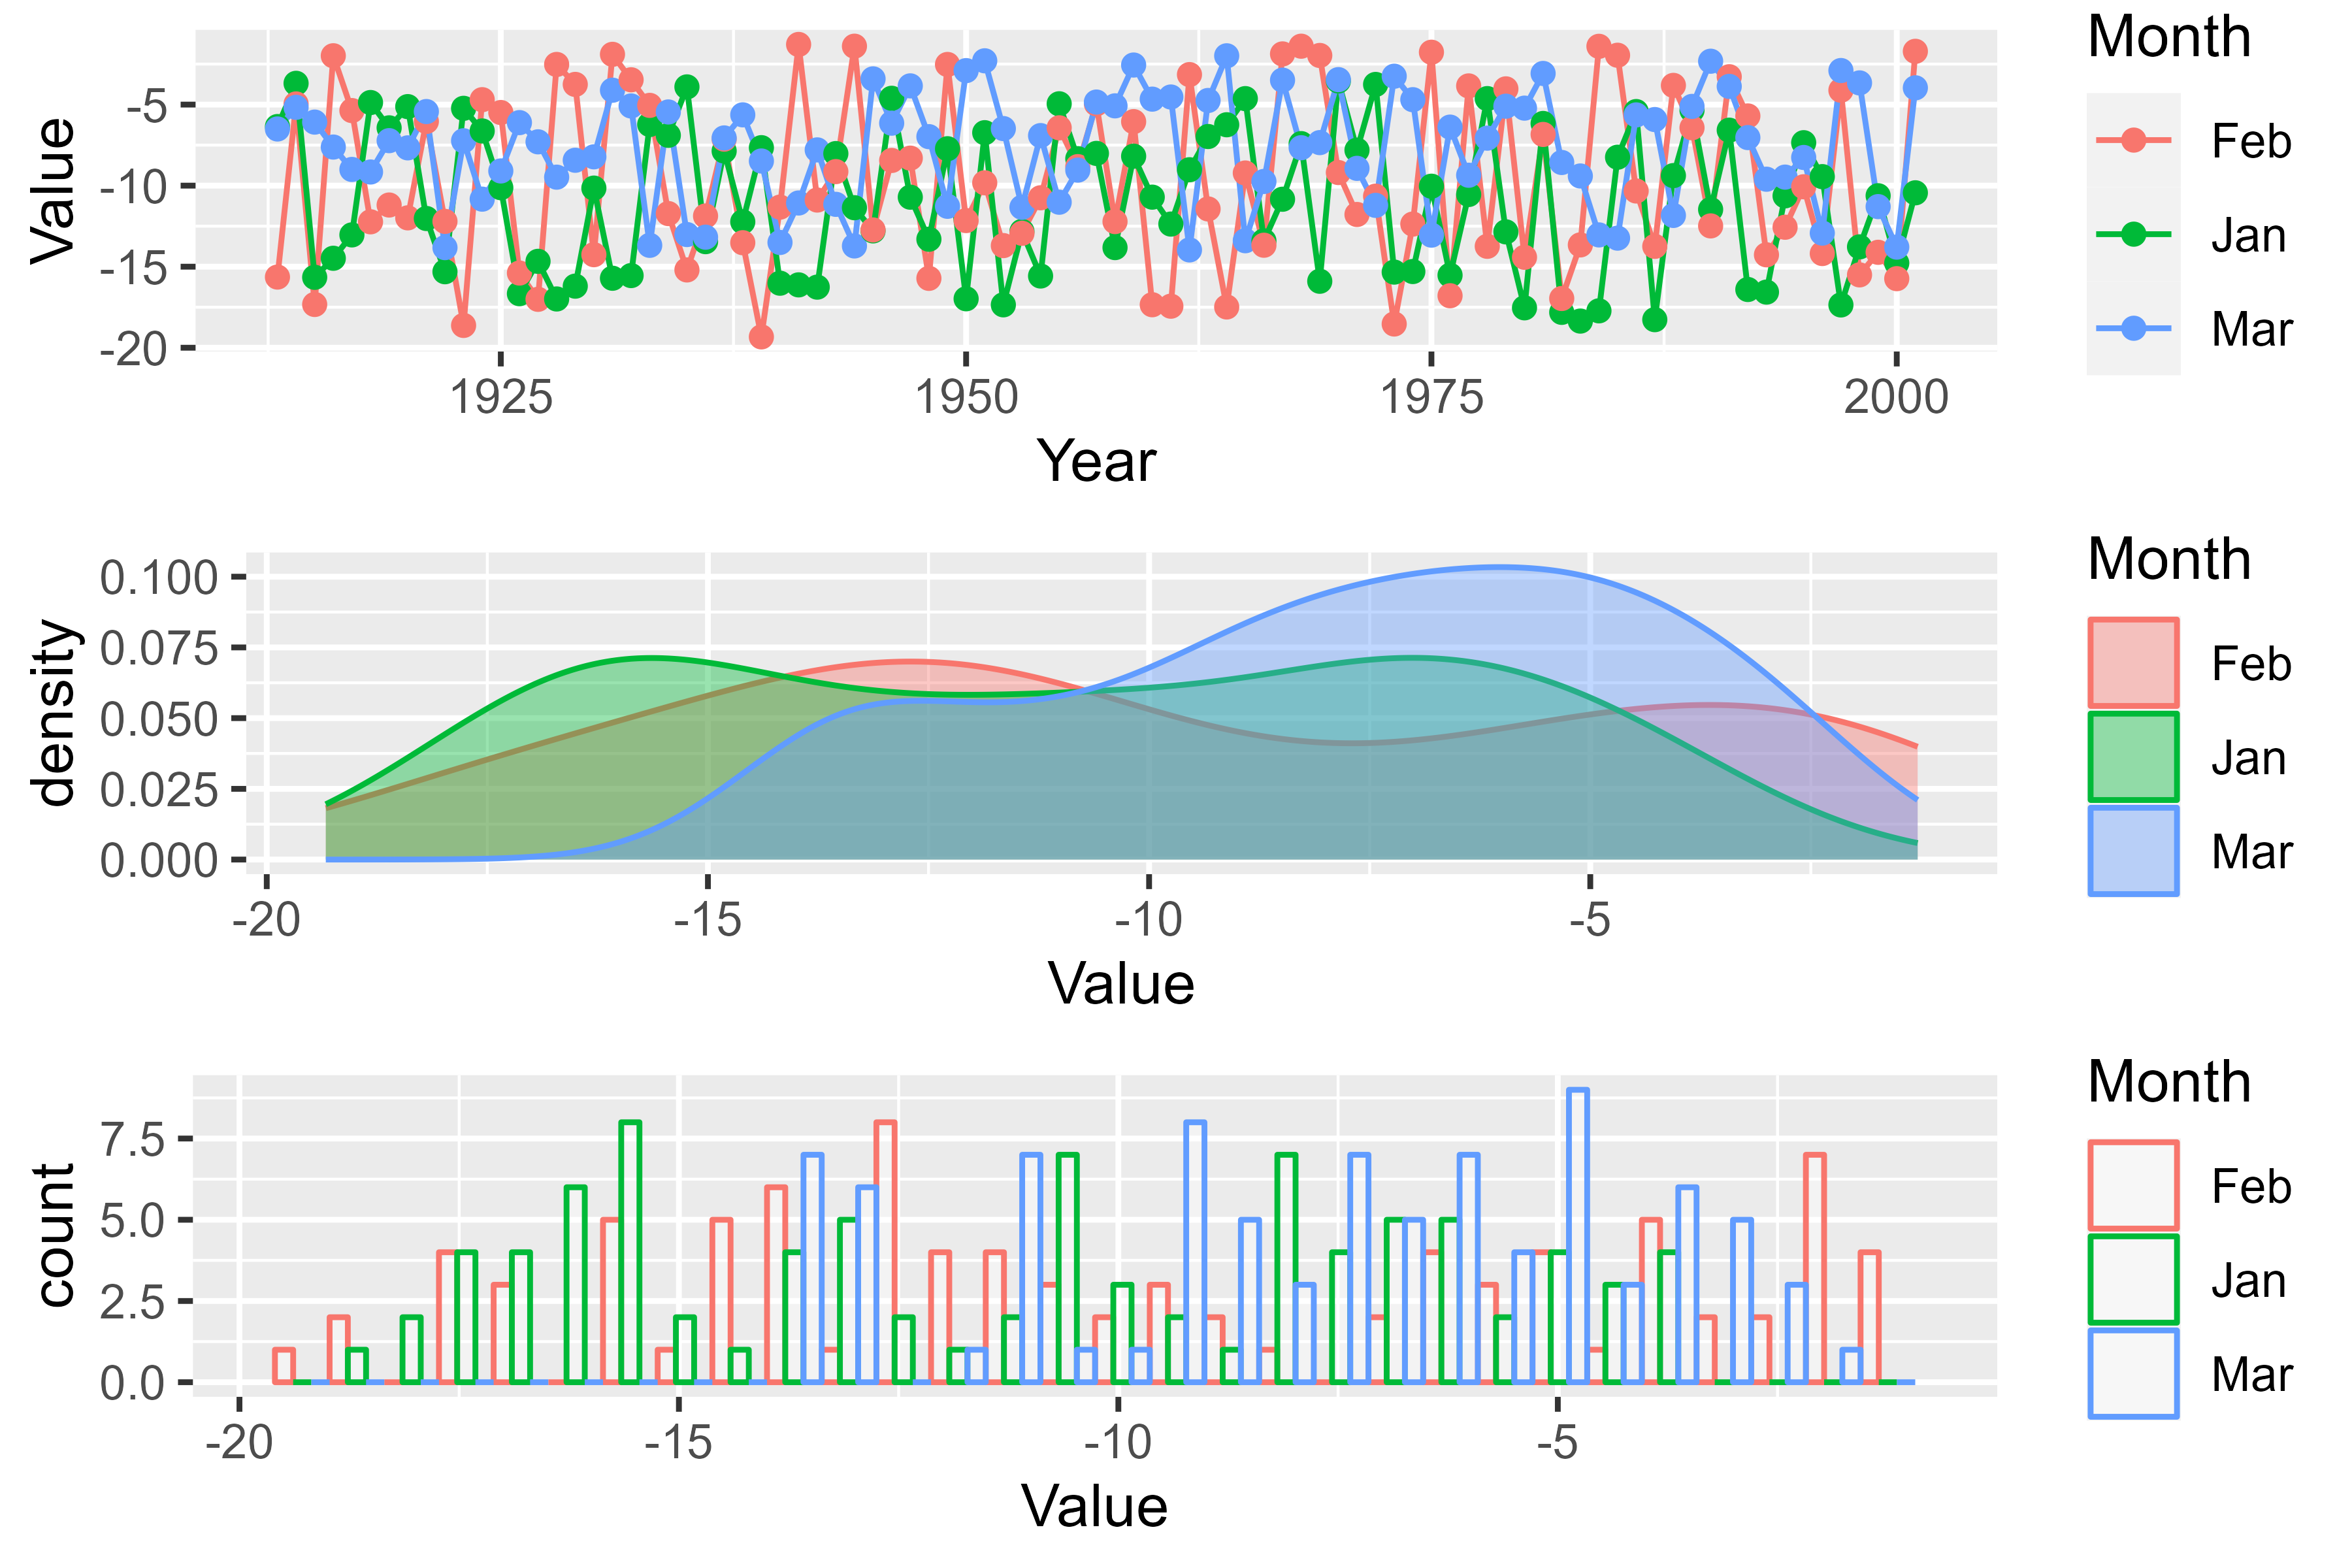 Month
Value
-5
-10
-15
-20
Feb
Jan
Mar
1925 1950 1975 2000
Year
Month
density
0.100
0.075
0.050
0.025
0.000
Feb
Jan
Mar
-20 -15 -10 -5
Value
Month
count
7.5
5.0
2.5
0.0
Feb
Jan
Mar
-20 -15 -10 -5
Value